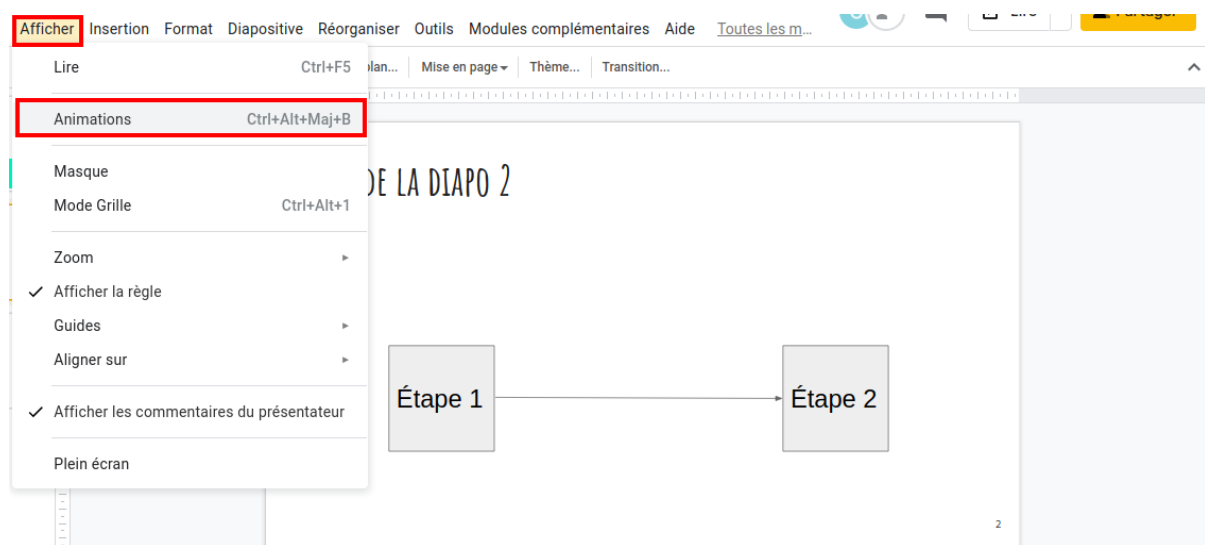 Afficher Insertion Format Diapositive Réorganiser Outils Modules complémentaires Aide Toutes les m...
Lire Ctrl+F5
Mise en page Thème... Transition...
Animations Ctrl+Alt+Maj+B
Masque
DE LA DIAPO 2
Mode Grille Ctrl+Alt+1
Zoom
Afficher la règle
Guides
Aligner sur
Étape 1 Étape 2
Afficher les commentaires du présentateur
Plein écran
2